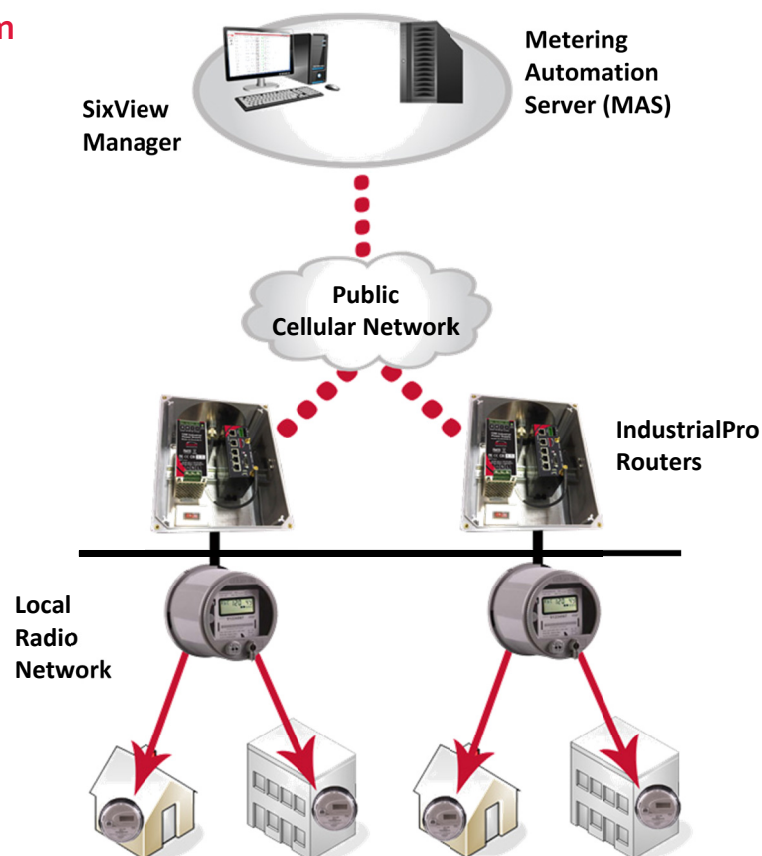 m
SixView
Manager
Metering
Automation
Server (MAS)
Public
Cellular Network
IndustrialPro
Routers
Local
Radio
Network